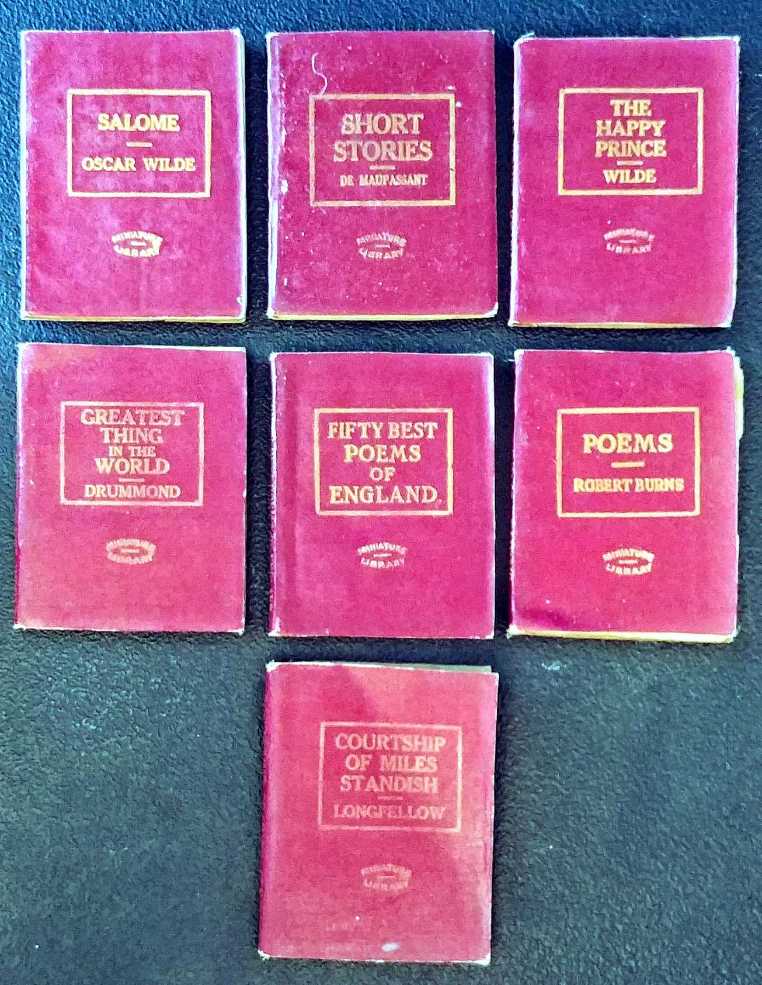 SALOME
OSCAR WILDE
MINIATURE
LIBRARY
SHORT
STORIES
DE MAUPASSANT
MINIATURE
LIBRARY
THE
HAPPY
PRINCE
WILDE
MINIATURE
LIBRARY
GREATEST
THING
IN THE
WORLD
DRUMMOND
MINIATURE
LIBRARY
FIFTY BEST
POEMS
OF
ENGLAND
MINIATURE
LIBRARY
POEMS
ROBERT BURNS
MINIATURE
LIBRARY
COURTSHIP
OF MILES
STANDISH
LONGFELLOW
MINIATURE
LIBRARY